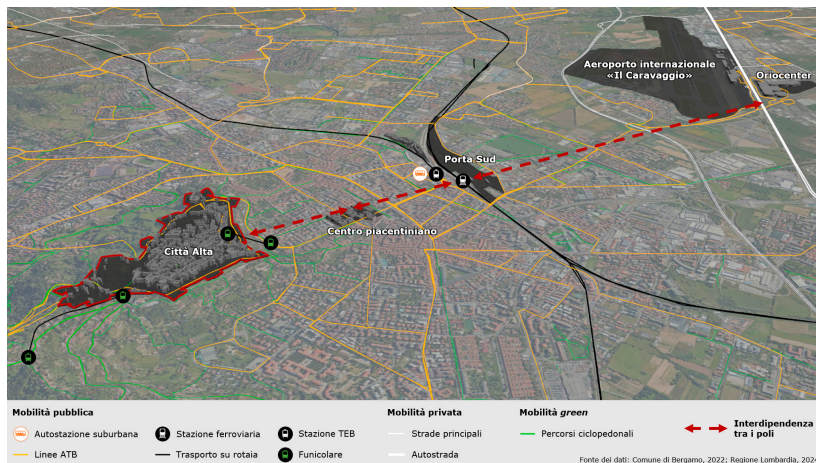 Aeroporto internazionale
«Il Caravaggio»
Oriocenter
Porta Sud
Centro piacentiniano
Città Alta
Mobilità pubblica
Autostazione suburbana
Stazione ferroviaria
Stazione TEB
Linee ATB
Trasporto su rotaia
Funicolare
Mobilità privata
Strade principali
Autostrada
Mobilità green
Percorsi ciclopedonali
Interdipendenza
tra i poli
Fonte dei dati: Comune di Bergamo, 2022; Regione Lombardia, 2024